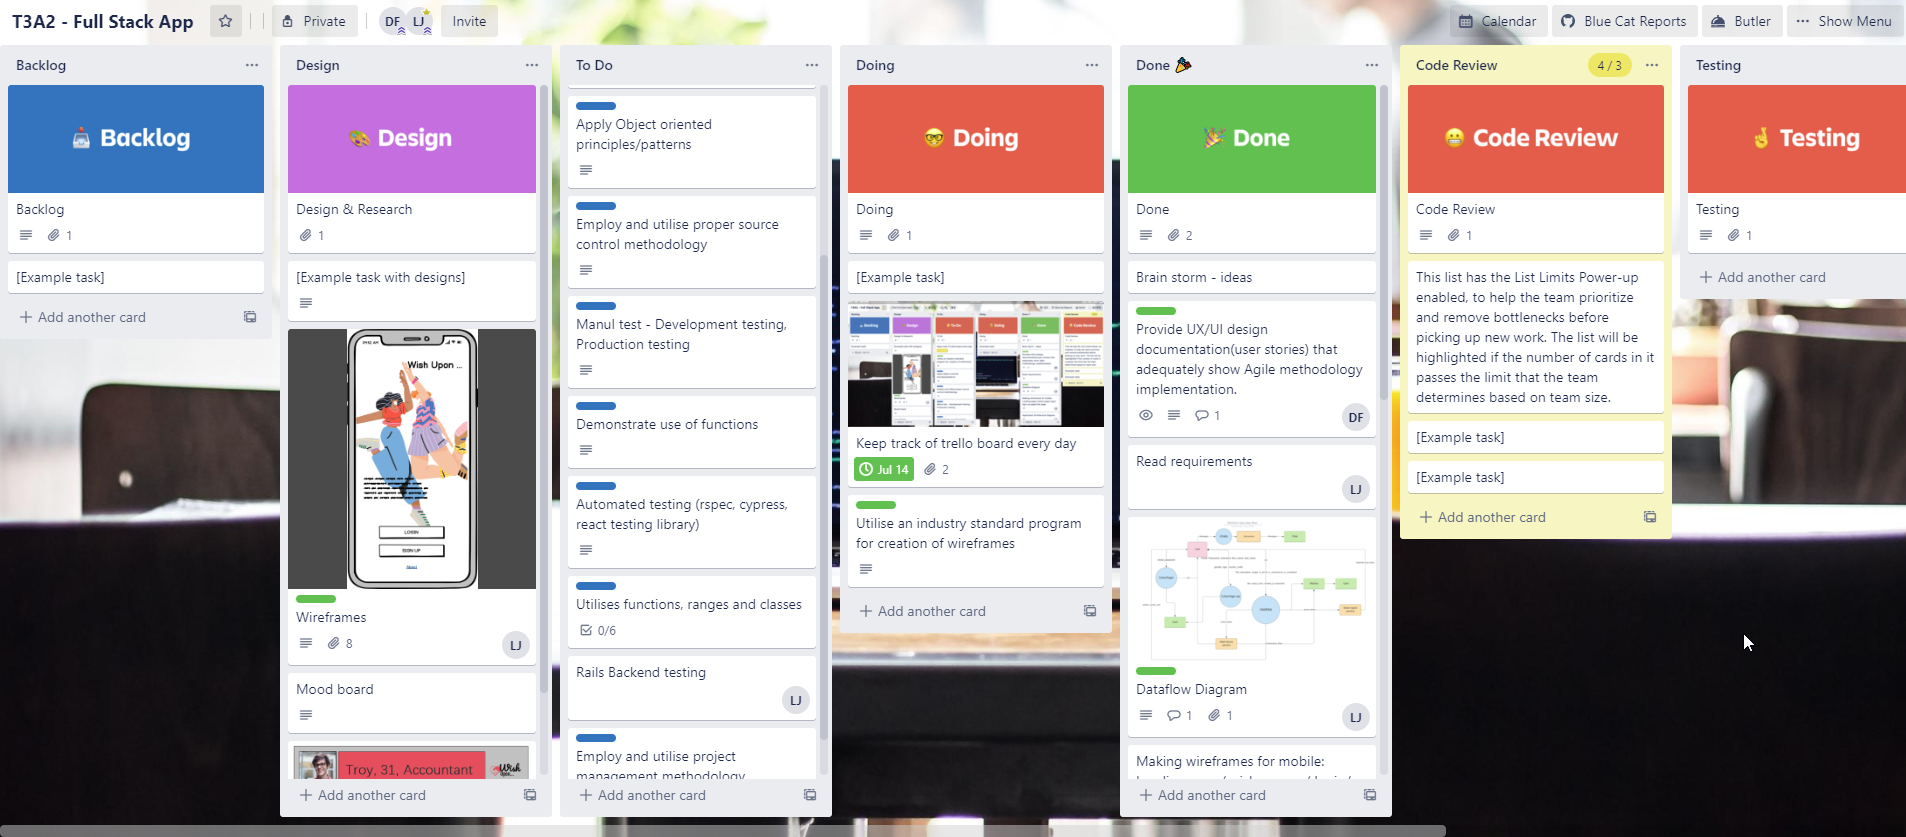 T3A2 - Full Stack App
Private
DF
LJ
Invite
Calendar
Blue Cat Reports
Butler
Show Menu
Backlog
Backlog
Backlog
1
[Example task]
Add another card
Design
Design
Design & Research
1
[Example task with designs]
Wish Upon ...
LOGIN
SIGN UP
Wireframes
8
LJ
Mood board
Troy, 31, Accountant
Wish
Add another card
To Do
Apply Object oriented
principles/patterns
Employ and utilise proper source
control methodology
Manul test - Development testing,
Production testing
Demonstrate use of functions
Automated testing (rspec, cypress,
react testing library)
Utilises functions, ranges and classes
0/6
Rails Backend testing
LJ
Employ and utilise project
management methodology
Add another card
Doing
Doing
Doing
1
[Example task]
Keep track of trello board every day
Jul 14
2
Utilise an industry standard program
for creation of wireframes
Add another card
Done
Done
Done
2
Brain storm - ideas
Provide UX/UI design
documentation(user stories) that
adequately show Agile methodology
implementation.
1
DF
Read requirements
LJ
Dataflow Diagram
1
1
LJ
Making wireframes for mobile:
Add another card
Code Review
4 / 3
Code Review
Code Review
1
This list has the List Limits Power-up
enabled, to help the team prioritize
and remove bottlenecks before
picking up new work. The list will be
highlighted if the number of cards in it
passes the limit that the team
determines based on team size.
[Example task]
[Example task]
Add another card
Testing
Testing
Testing
1
Add another card